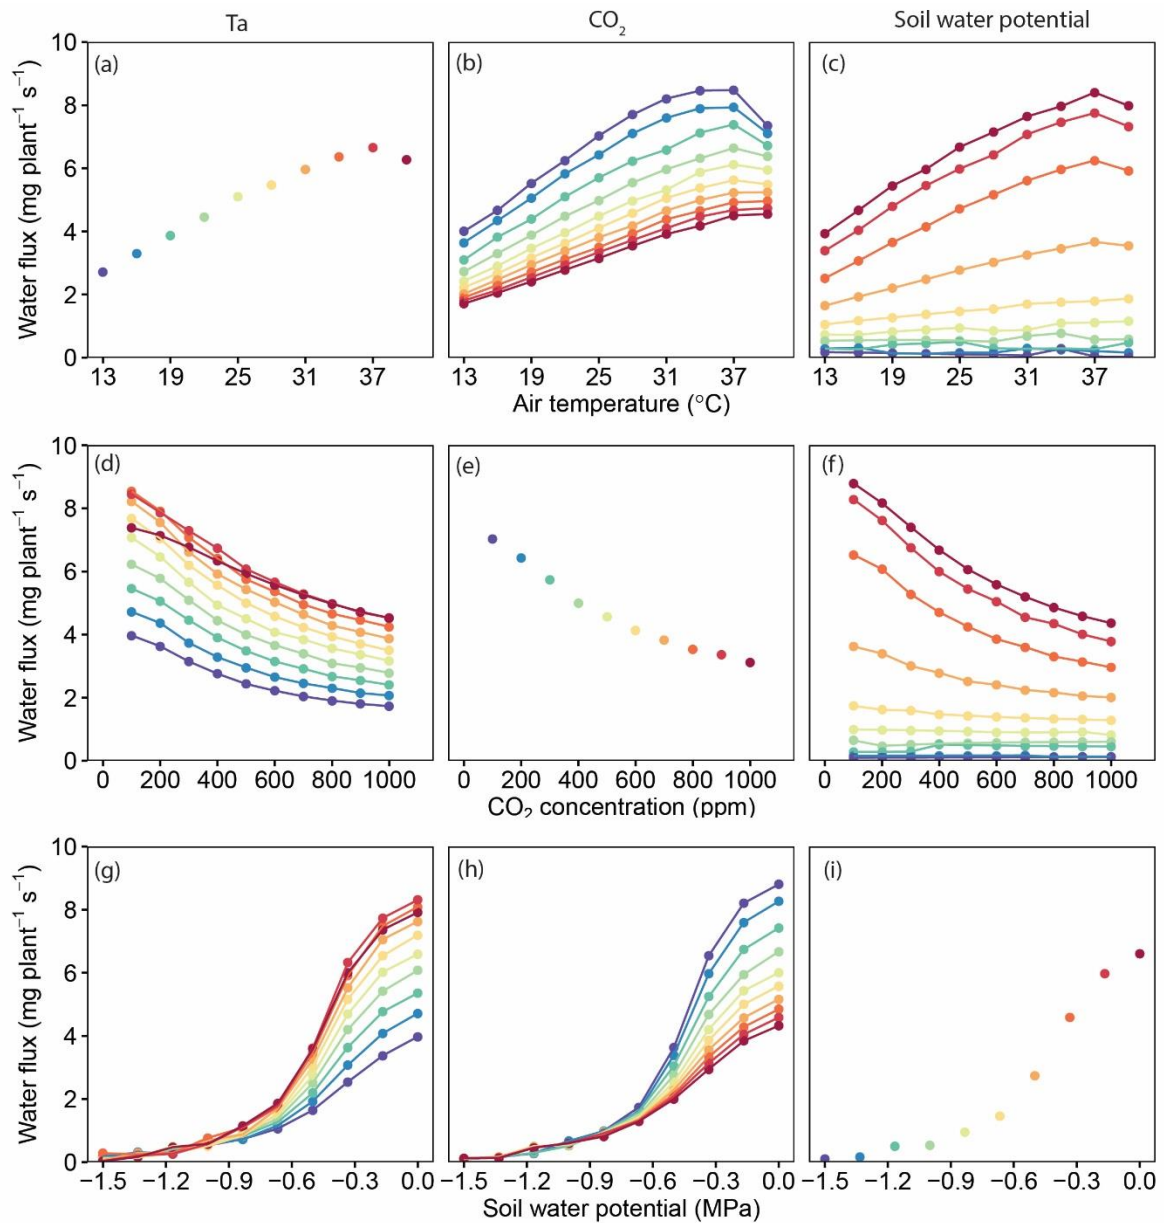 Ta CO₂ Soil water potential
10
8
6
4
2
0
Water flux (mg plant⁻¹ s⁻¹)
(a) (b) (c)
13 19 25 31 37 13 19 25 31 37 13 19 25 31 37
Air temperature (°C)
10
8
6
4
2
0
Water flux (mg plant⁻¹ s⁻¹)
(d) (e) (f)
0 200 400 600 800 1000 0 200 400 600 800 1000 0 200 400 600 800 1000
CO₂ concentration (ppm)
10
8
6
4
2
0
Water flux (mg plant⁻¹ s⁻¹)
(g) (h) (i)
−1.5 −1.2 −0.9 −0.6 −0.3 0.0 −1.5 −1.2 −0.9 −0.6 −0.3 0.0 −1.5 −1.2 −0.9 −0.6 −0.3 0.0
Soil water potential (MPa)